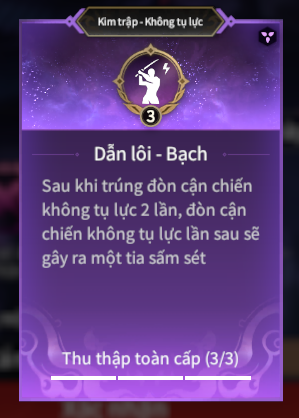 Kim trập - Không tụ lực
3
Dẫn lôi - Bạch
Sau khi trúng đòn cận chiến
không tụ lực 2 lần, đòn cận
chiến không tụ lực lần sau sẽ
gây ra một tia sấm sét
Thu thập toàn cấp (3/3)